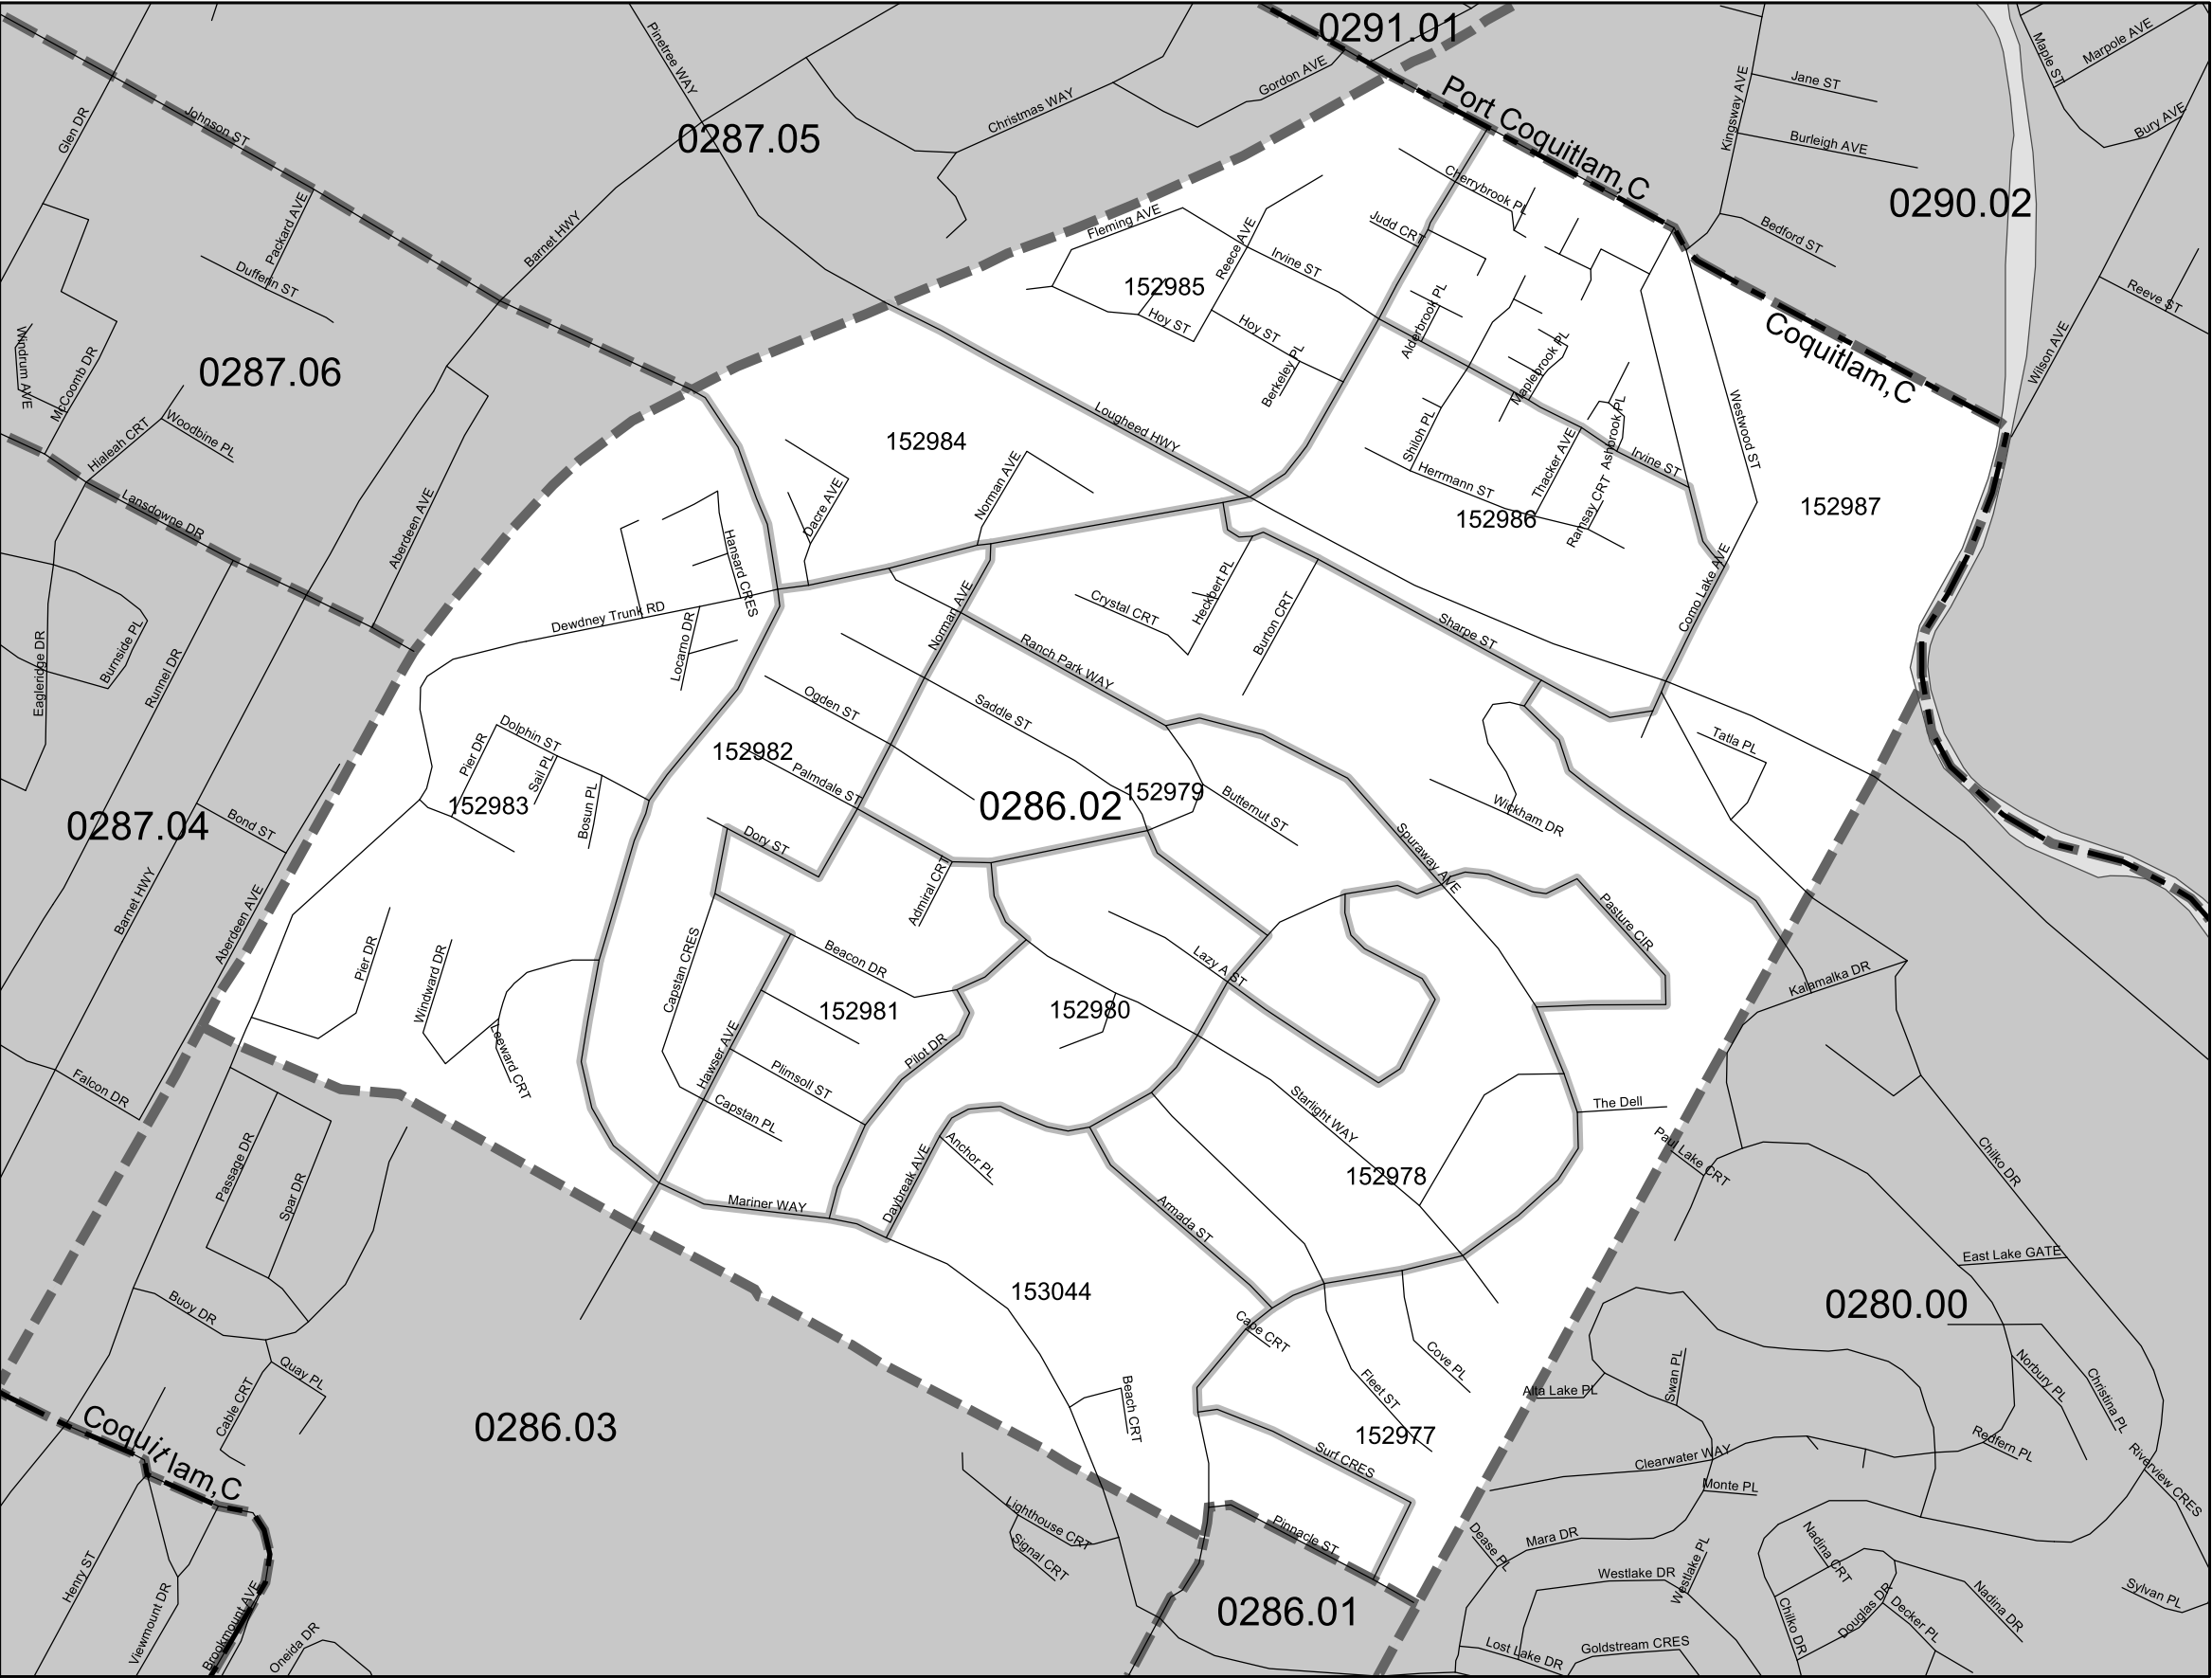 0291.01
Port Coquitlam,C
Coquitlam,C
Marpole AVE
Maple ST
Bury AVE
Jane ST
Kingsway AVE
Burleigh AVE
0290.02
Bedford ST
Reeve ST
Wilson AVE
Pinetree WAY
Gordon AVE
Christmas WAY
0287.05
Glen DR
Johnson ST
Packard AVE
Dufferin ST
Barnet HWY
0287.06
Windrum AVE
McCoomb DR
Woodbine PL
Hialeah CRT
Lansdowne DR
Aberdeen AVE
Cherrybrook PL
Judd CRT
Fleming AVE
Reece AVE
Irvine ST
152985
Hoy ST
Hoy ST
Berkeley PL
Alderbrook PL
Maplebrook PL
Ashbrook PL
Westwood ST
Lougheed HWY
152984
Dacre AVE
Norman AVE
Shiloh PL
Herrmann ST
Thacker AVE
Irvine ST
Ramsay CRT
152986
152987
Como Lake AVE
Hansard CRES
Dewdney Trunk RD
Locarno DR
Norman AVE
Crystal CRT
Heckbert PL
Burton CRT
Sharpe ST
Ranch Park WAY
Eagleridge DR
Burnside PL
Runnel DR
Ogden ST
Saddle ST
152982
Palmdale ST
0286.02
152979
Butternut ST
Wickham DR
Tatla PL
Dolphin ST
Pier DR
Sail PL
152983
Bosun PL
0287.04
Bond ST
Barnet HWY
Aberdeen AVE
Dory ST
Admiral CRT
Spuraway AVE
Pasture CIR
Pier DR
Windward DR
Leeward CRT
Capstan CRES
Beacon DR
Lazy A ST
Kalamalka DR
152981
152980
Hawser AVE
Pilot DR
Plimsoll ST
Capstan PL
Starlight WAY
The Dell
Falcon DR
Passage DR
Spar DR
Anchor PL
Daybreak AVE
Mariner WAY
152978
Armada ST
Paul Lake CRT
Chilko DR
East Lake GATE
153044
0280.00
Buoy DR
Quay PL
Cable CRT
Cape CRT
Cove PL
Fleet ST
Beach CRT
Alta Lake PL
Swan PL
Norbury PL
Christina PL
Coquitlam,C
0286.03
152977
Surf CRES
Clearwater WAY
Redfern PL
Riverview CRES
Monte PL
Lighthouse CRT
Signal CRT
Pinnacle ST
Dease PL
Mara DR
Nadina CRT
Westlake DR
Westlake PL
Henry ST
Viewmount DR
Brookmount AVE
Oneida DR
0286.01
Chilko DR
Douglas DR
Decker PL
Nadina DR
Sylvan PL
Lost Lake DR
Goldstream CRES